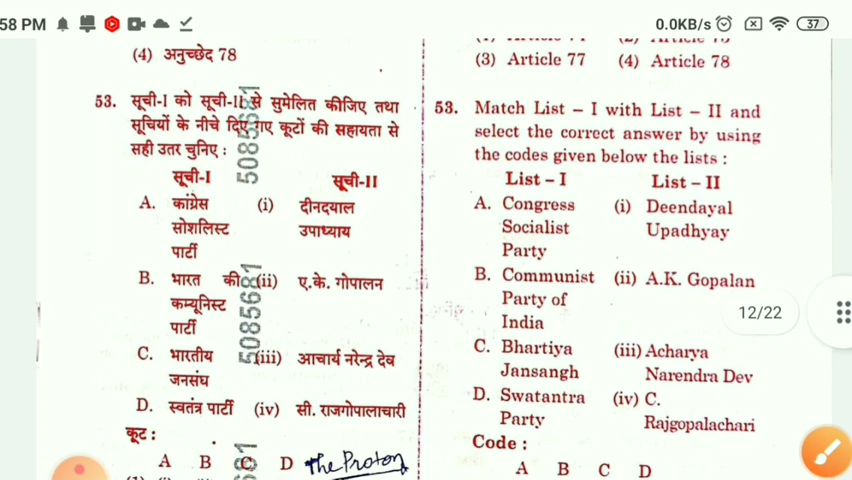 :58 PM
0.0KB/s
37
(4) अनुच्छेद 78
(3) Article 77 (4) Article 78
53. सूची-I को सूची-II से सुमेलित कीजिए तथा
सूचियों के नीचे दिए गए कूटों की सहायता से
सही उतर चुनिए :
सूची-I
सूची-II
A. कांग्रेस (i) दीनदयाल
सोशलिस्ट उपाध्याय
पार्टी
B. भारत की (ii) ए.के. गोपालन
कम्यूनिस्ट
पार्टी
C. भारतीय (iii) आचार्य नरेन्द्र देव
जनसंघ
D. स्वतंत्र पार्टी (iv) सी. राजगोपालाचारी
कूट :
A B C D The Proton
53. Match List – I with List – II and
select the correct answer by using
the codes given below the lists :
List – I List – II
A. Congress (i) Deendayal
Socialist Upadhyay
Party
B. Communist (ii) A.K. Gopalan
Party of
India
C. Bhartiya (iii) Acharya
Jansangh Narendra Dev
D. Swatantra (iv) C.
Party Rajgopalachari
Code :
A B C D
5085681
5085681
681
12/22